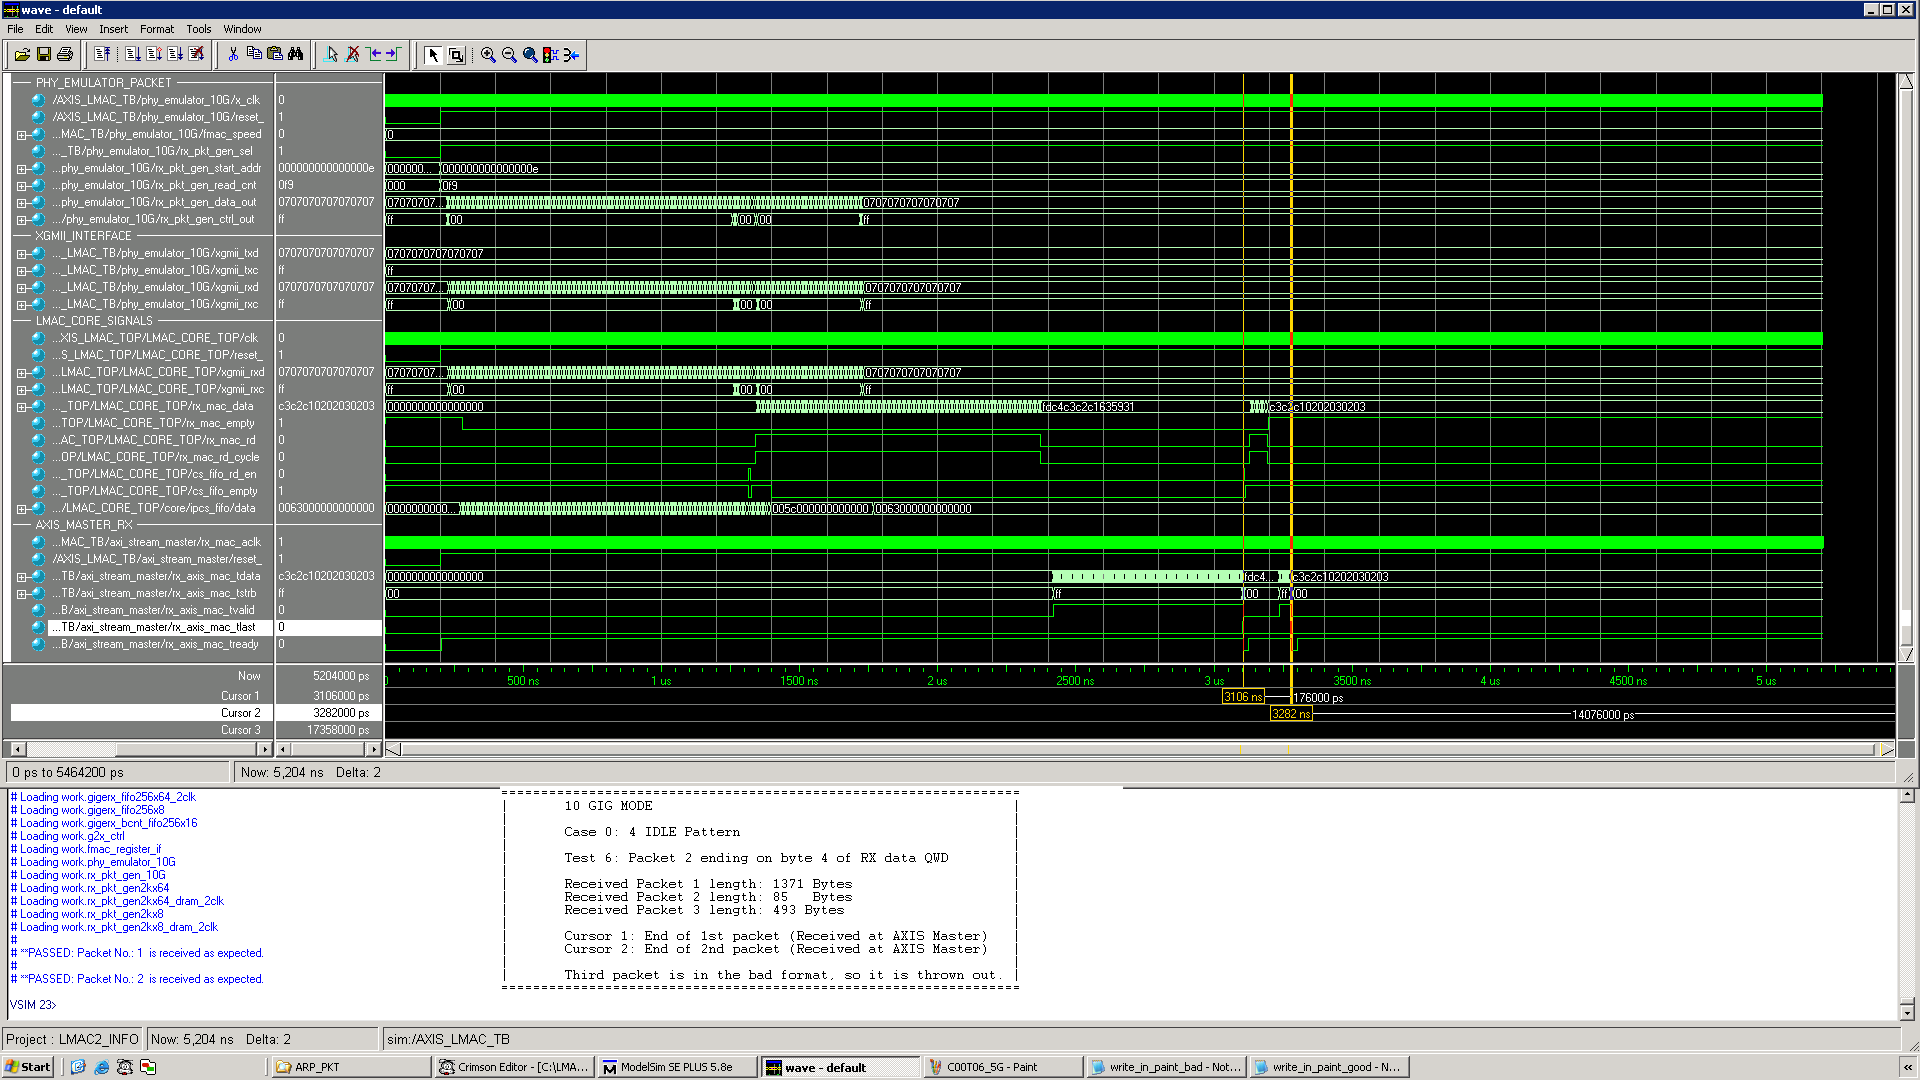 wave - default
File Edit View Insert Format Tools Window
PHY_EMULATOR_PACKET
/AXIS_LMAC_TB/phy_emulator_10G/x_clk 0
/AXIS_LMAC_TB/phy_emulator_10G/reset_ 1
...MAC_TB/phy_emulator_10G/fmac_speed 0 0
..._TB/phy_emulator_10G/rx_pkt_gen_sel 1
...phy_emulator_10G/rx_pkt_gen_start_addr 000000000000000e 000000... 000000000000000e
...phy_emulator_10G/rx_pkt_gen_read_cnt 0f9 000 0f9
...phy_emulator_10G/rx_pkt_gen_data_out 0707070707070707 07070707... 0707070707070707
.../phy_emulator_10G/rx_pkt_gen_ctrl_out ff ff 00 00 00 ff
XGMII_INTERFACE
..._LMAC_TB/phy_emulator_10G/xgmii_txd 0707070707070707 0707070707070707
..._LMAC_TB/phy_emulator_10G/xgmii_txc ff ff
..._LMAC_TB/phy_emulator_10G/xgmii_rxd 0707070707070707 07070707... 0707070707070707
..._LMAC_TB/phy_emulator_10G/xgmii_rxc ff ff 00 00 00 ff
LMAC_CORE_SIGNALS
...XIS_LMAC_TOP/LMAC_CORE_TOP/clk 0
...S_LMAC_TOP/LMAC_CORE_TOP/reset_ 1
...LMAC_TOP/LMAC_CORE_TOP/xgmii_rxd 0707070707070707 07070707... 0707070707070707
...LMAC_TOP/LMAC_CORE_TOP/xgmii_rxc ff ff 00 00 00 ff
..._TOP/LMAC_CORE_TOP/rx_mac_data c3c2c10202030203 0000000000000000 fdc4c3c2c1635931 c3c2c10202030203
...TOP/LMAC_CORE_TOP/rx_mac_empty 1
...AC_TOP/LMAC_CORE_TOP/rx_mac_rd 0
...OP/LMAC_CORE_TOP/rx_mac_rd_cycle 0
..._TOP/LMAC_CORE_TOP/cs_fifo_rd_en 0
..._TOP/LMAC_CORE_TOP/cs_fifo_empty 1
.../LMAC_CORE_TOP/core/ipcs_fifo/data 0063000000000000 0000000000... 005c000000000000 0063000000000000
AXIS_MASTER_RX
...MAC_TB/axi_stream_master/rx_mac_aclk 1
/AXIS_LMAC_TB/axi_stream_master/reset_ 1
...TB/axi_stream_master/rx_axis_mac_tdata c3c2c10202030203 0000000000000000 fdc4... c3c2c10202030203
...TB/axi_stream_master/rx_axis_mac_tstrb ff 00 ff 00 ff 00
...B/axi_stream_master/rx_axis_mac_tvalid 0
...TB/axi_stream_master/rx_axis_mac_tlast 0
...B/axi_stream_master/rx_axis_mac_tready 0
Now 5204000 ps 0 500 ns 1 us 1500 ns 2 us 2500 ns 3 us 3500 ns 4 us 4500 ns 5 us
Cursor 1 3106000 ps 3106 ns 176000 ps
Cursor 2 3282000 ps 3282 ns 14076000 ps
Cursor 3 17358000 ps
0 ps to 5464200 ps Now: 5,204 ns Delta: 2
# Loading work.gigerx_fifo256x64_2clk
# Loading work.gigerx_fifo256x8
# Loading work.gigerx_bcnt_fifo256x16
# Loading work.g2x_ctrl
# Loading work.fmac_register_if
# Loading work.phy_emulator_10G
# Loading work.rx_pkt_gen_10G
# Loading work.rx_pkt_gen2kx64
# Loading work.rx_pkt_gen2kx64_dram_2clk
# Loading work.rx_pkt_gen2kx8
# Loading work.rx_pkt_gen2kx8_dram_2clk
#
# **PASSED: Packet No.: 1 is received as expected.
#
# **PASSED: Packet No.: 2 is received as expected.
VSIM 23>
10 GIG MODE
Case 0: 4 IDLE Pattern
Test 6: Packet 2 ending on byte 4 of RX data QWD
Received Packet 1 length: 1371 Bytes
Received Packet 2 length: 85 Bytes
Received Packet 3 length: 493 Bytes
Cursor 1: End of 1st packet (Received at AXIS Master)
Cursor 2: End of 2nd packet (Received at AXIS Master)
Third packet is in the bad format, so it is thrown out.
Project : LMAC2_INFO Now: 5,204 ns Delta: 2 sim:/AXIS_LMAC_TB
Start ARP_PKT Crimson Editor - [C:\LMA... ModelSim SE PLUS 5.8e wave - default C00T06_5G - Paint write_in_paint_bad - Not... write_in_paint_good - N...